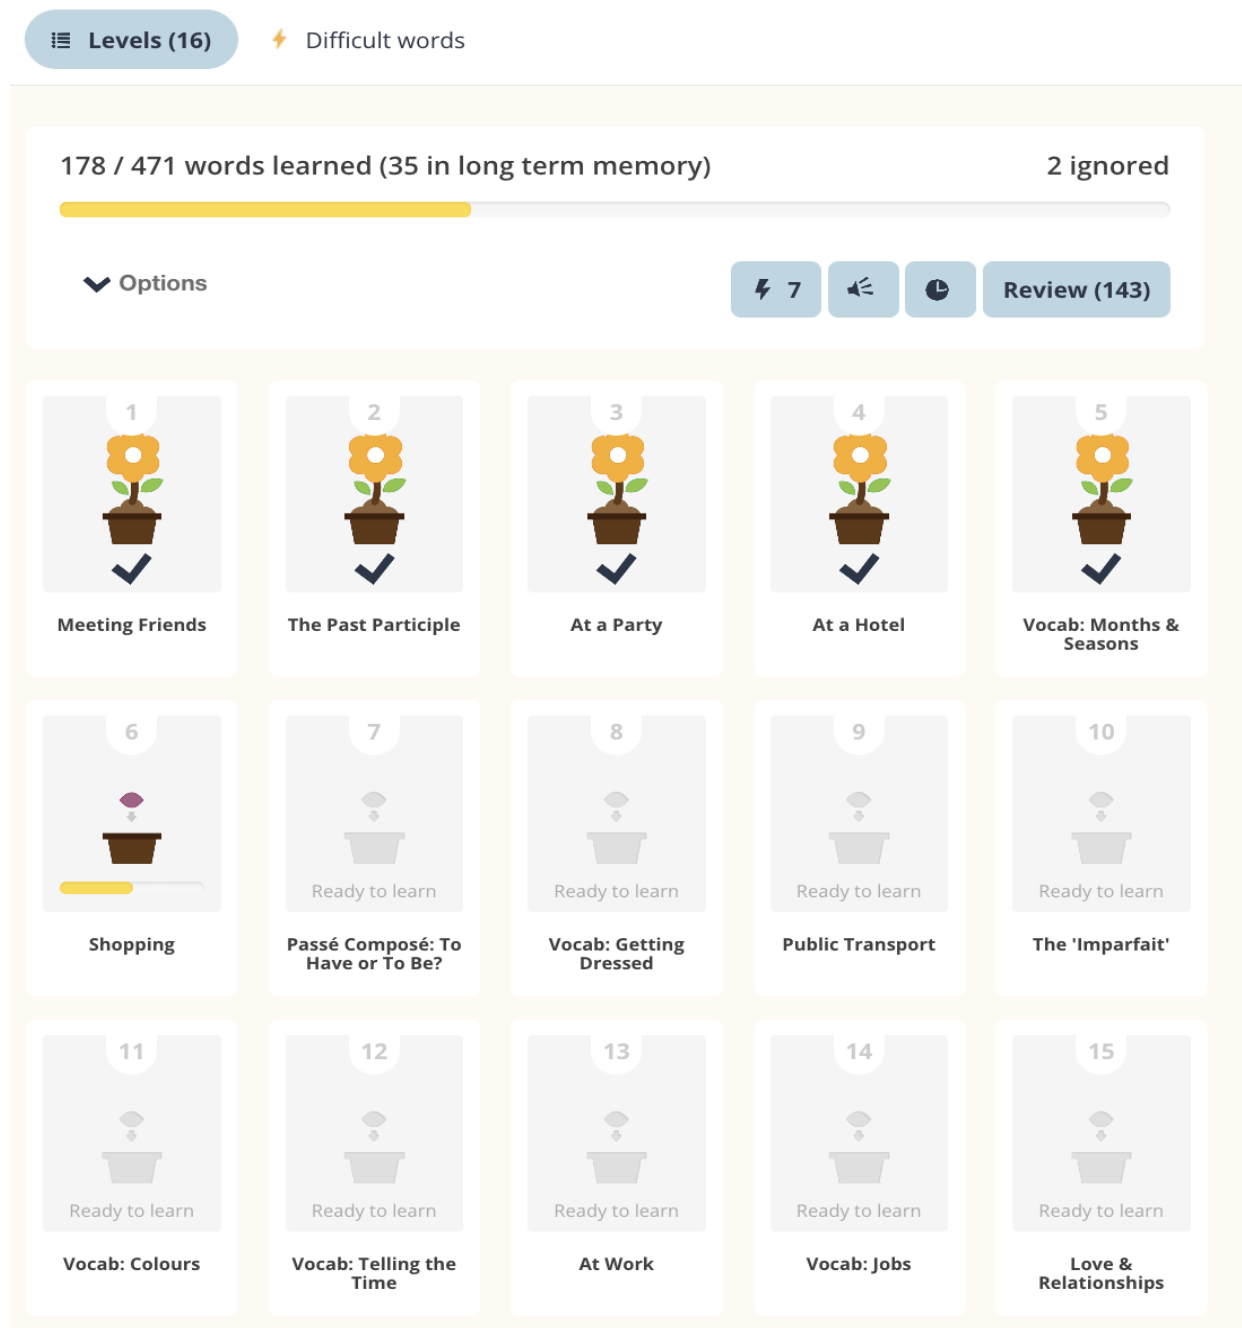 Levels (16) Difficult words
178 / 471 words learned (35 in long term memory) 2 ignored
Options 7 Review (143)
1 2 3 4 5
Meeting Friends The Past Participle At a Party At a Hotel Vocab: Months &
Seasons
6 7 8 9 10
Ready to learn Ready to learn Ready to learn Ready to learn
Shopping Passé Composé: To Vocab: Getting Public Transport The 'Imparfait'
Have or To Be? Dressed
11 12 13 14 15
Ready to learn Ready to learn Ready to learn Ready to learn Ready to learn
Vocab: Colours Vocab: Telling the At Work Vocab: Jobs Love &
Time Relationships